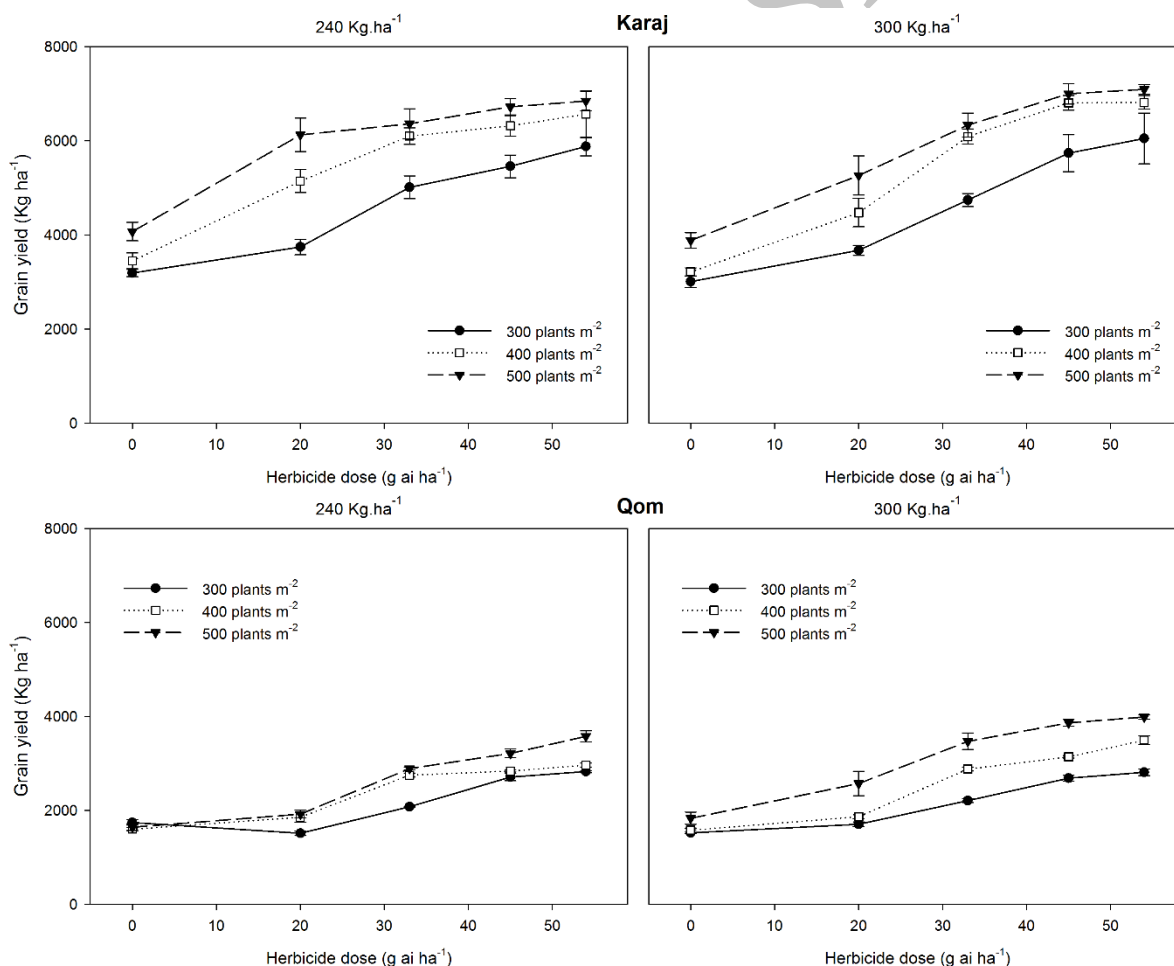 Karaj
240 Kg.ha⁻¹
300 Kg.ha⁻¹
8000
6000
4000
2000
0
Grain yield (Kg ha⁻¹)
300 plants m⁻²
400 plants m⁻²
500 plants m⁻²
300 plants m⁻²
400 plants m⁻²
500 plants m⁻²
0 10 20 30 40 50
0 10 20 30 40 50
Herbicide dose (g ai ha⁻¹)
Herbicide dose (g ai ha⁻¹)
Qom
240 Kg.ha⁻¹
300 Kg.ha⁻¹
8000
6000
4000
2000
0
Grain yield (Kg ha⁻¹)
300 plants m⁻²
400 plants m⁻²
500 plants m⁻²
300 plants m⁻²
400 plants m⁻²
500 plants m⁻²
0 10 20 30 40 50
0 10 20 30 40 50
Herbicide dose (g ai ha⁻¹)
Herbicide dose (g ai ha⁻¹)